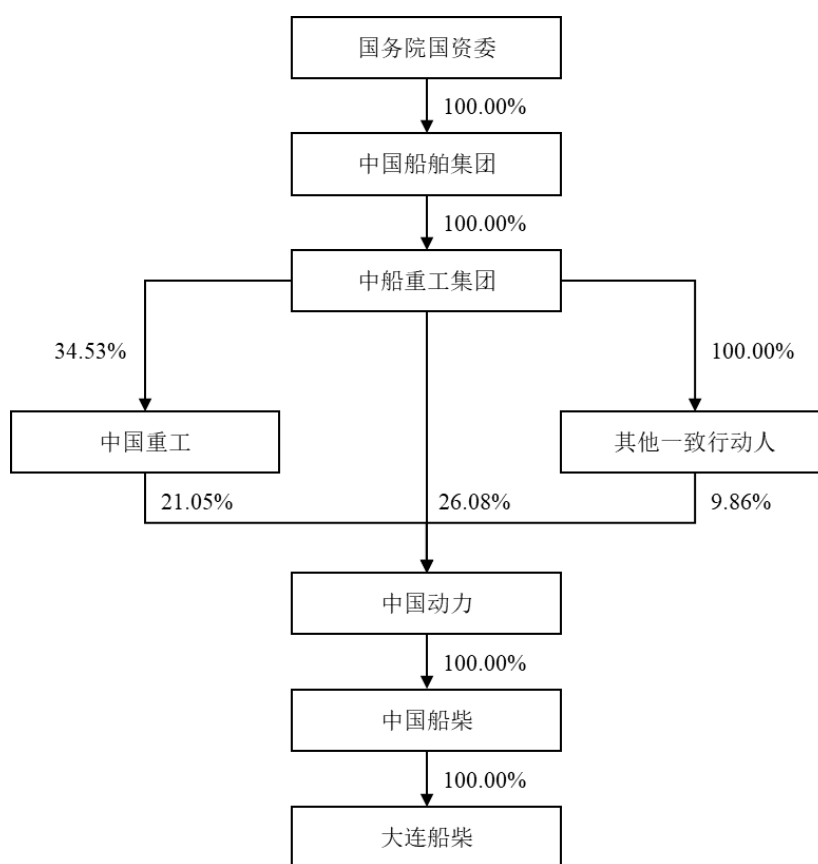 国务院国资委
100.00%
中国船舶集团
100.00%
中船重工集团
34.53%
100.00%
中国重工
其他一致行动人
21.05%
26.08%
9.86%
中国动力
100.00%
中国船柴
100.00%
大连船柴